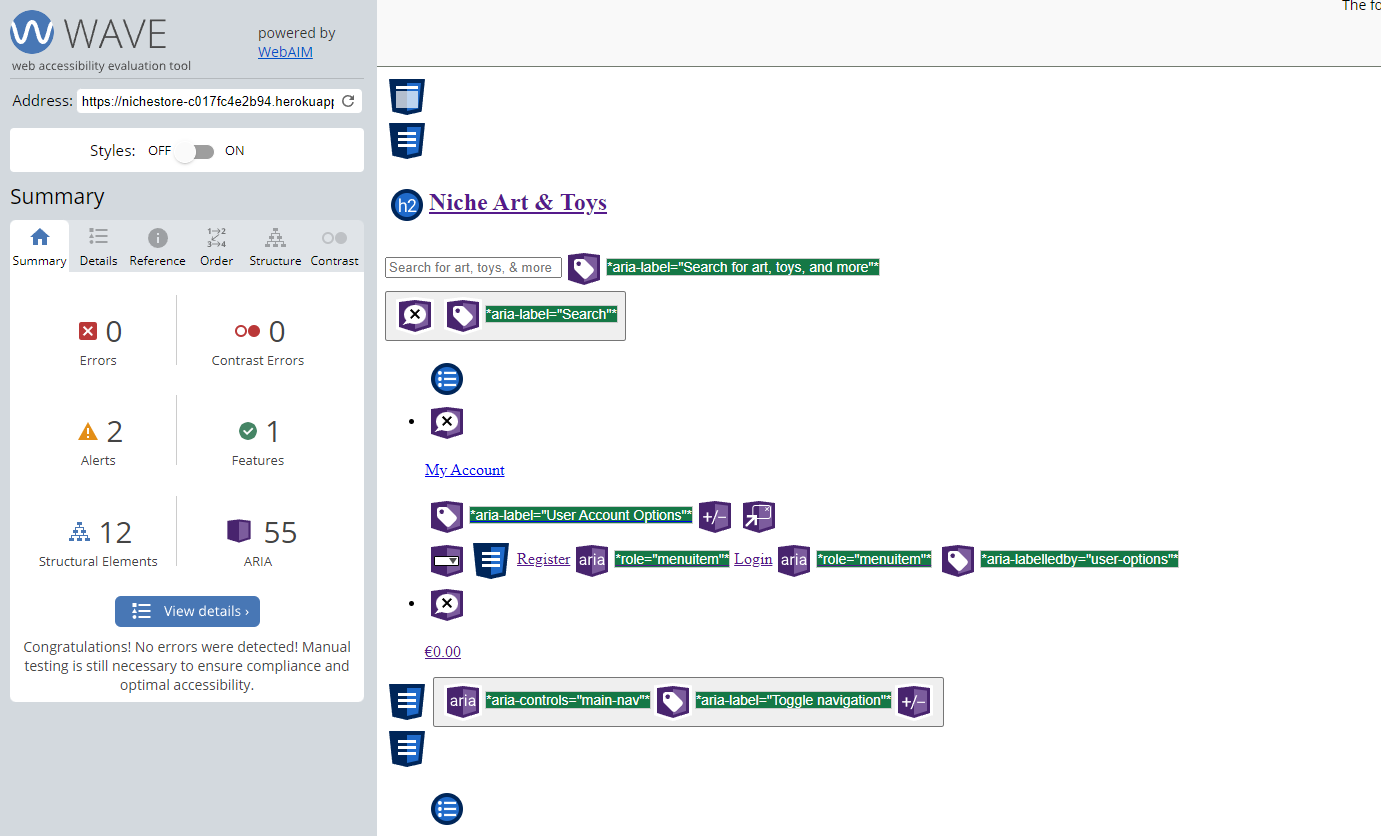 WAVE
web accessibility evaluation tool
powered by
WebAIM
Address: https://nichestore-c017fc4e2b94.herokuapp
Styles: OFF ON
Summary
Summary Details Reference Order Structure Contrast
0
Errors
0
Contrast Errors
2
Alerts
1
Features
12
Structural Elements
55
ARIA
View details ›
Congratulations! No errors were detected! Manual
testing is still necessary to ensure compliance and
optimal accessibility.
The fo
h2 Niche Art & Toys
Search for art, toys, & more *aria-label="Search for art, toys, and more"*
*aria-label="Search"*
My Account
*aria-label="User Account Options"* +/−
Register aria *role="menuitem"* Login aria *role="menuitem"* *aria-labelledby="user-options"*
€0.00
aria *aria-controls="main-nav"* *aria-label="Toggle navigation"* +/−